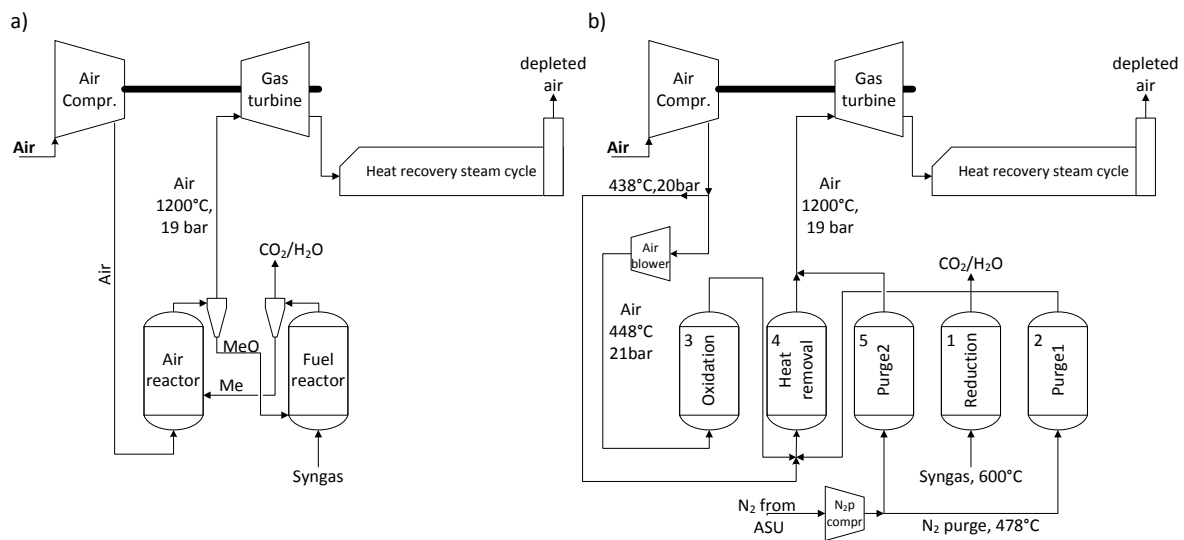 a)
Air
Compr.
Gas
turbine
depleted
air
Air
Heat recovery steam cycle
Air
1200°C,
19 bar
Air
CO₂/H₂O
Air
reactor
MeO
Me
Fuel
reactor
Syngas
b)
Air
Compr.
Gas
turbine
depleted
air
Air
Heat recovery steam cycle
438°C,20bar
Air
1200°C,
19 bar
Air
blower
CO₂/H₂O
Air
448°C
21bar
3
Oxidation
4
Heat
removal
5
Purge2
1
Reduction
2
Purge1
Syngas, 600°C
N₂ from
ASU
N₂p
compr
N₂ purge, 478°C